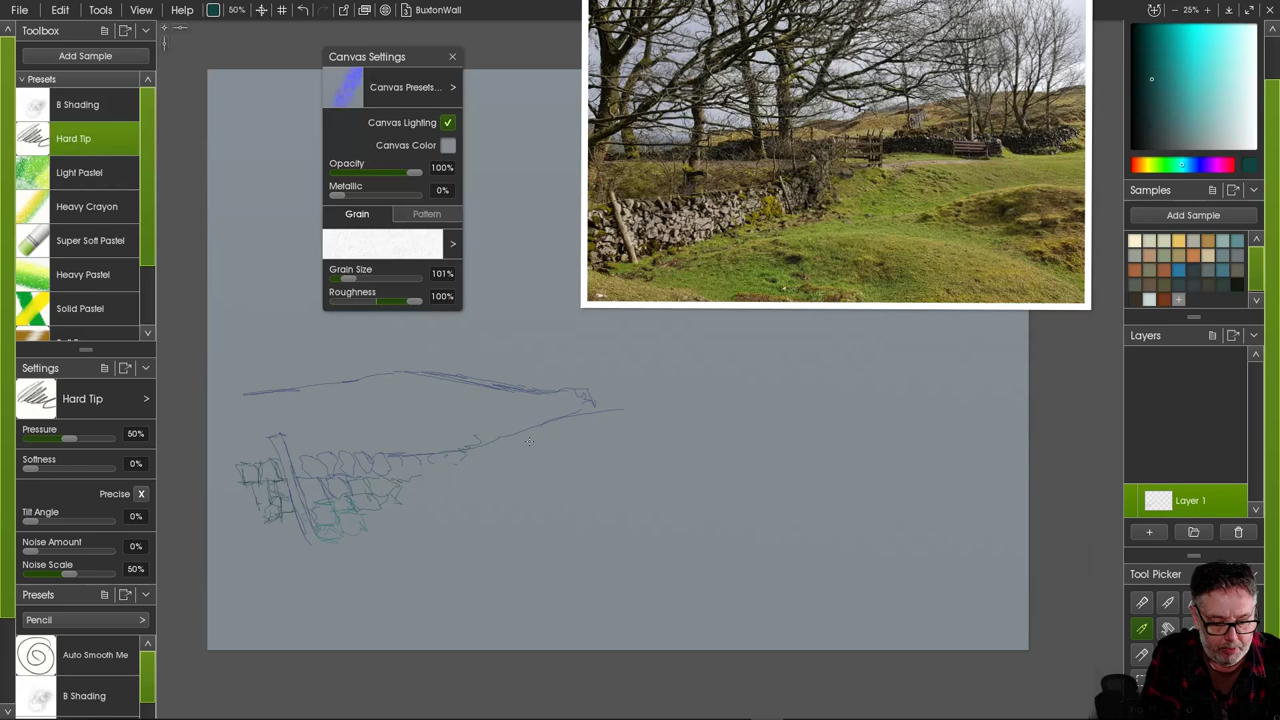 File Edit Tools View Help 50% BuxtonWall 25%
Toolbox
Add Sample
Presets
B Shading
Hard Tip
Light Pastel
Heavy Crayon
Super Soft Pastel
Heavy Pastel
Solid Pastel
Settings
Hard Tip
Pressure 50%
Softness 0%
Precise X
Tilt Angle 0%
Noise Amount 0%
Noise Scale 50%
Presets
Pencil
Auto Smooth Me
B Shading
Canvas Settings
Canvas Presets...
Canvas Lighting
Canvas Color
Opacity 100%
Metallic 0%
Grain Pattern
Grain Size 101%
Roughness 100%
Samples
Add Sample
Layers
Layer 1
Tool Picker